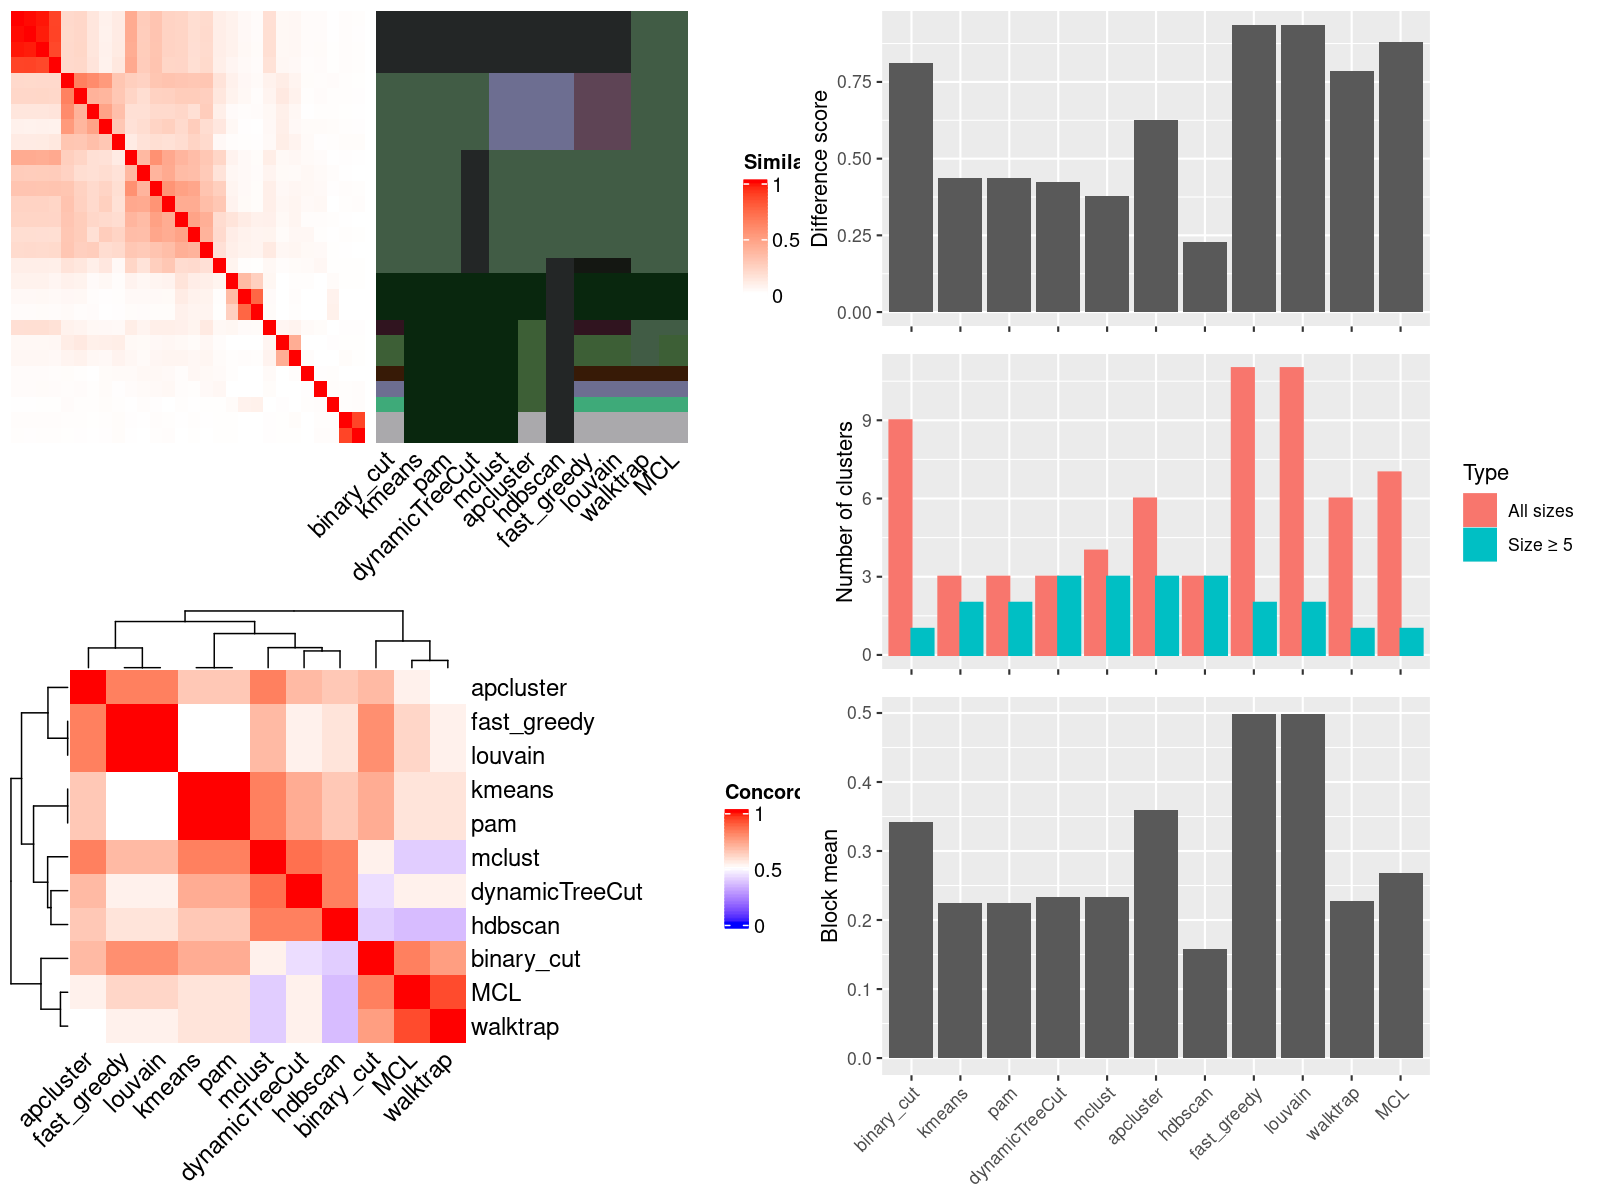 Simila
1
0.5
0
binary_cut
kmeans
pam
dynamicTreeCut
mclust
apcluster
hdbscan
fast_greedy
louvain
walktrap
MCL
apcluster
fast_greedy
louvain
kmeans
pam
mclust
dynamicTreeCut
hdbscan
binary_cut
MCL
walktrap
apcluster
fast_greedy
louvain
kmeans
pam
mclust
dynamicTreeCut
hdbscan
binary_cut
MCL
walktrap
Concord
1
0.5
0
Difference score
0.75
0.50
0.25
0.00
Number of clusters
9
6
3
0
Type
All sizes
Size ≥ 5
Block mean
0.5
0.4
0.3
0.2
0.1
0.0
binary_cut
kmeans
pam
dynamicTreeCut
mclust
apcluster
hdbscan
fast_greedy
louvain
walktrap
MCL